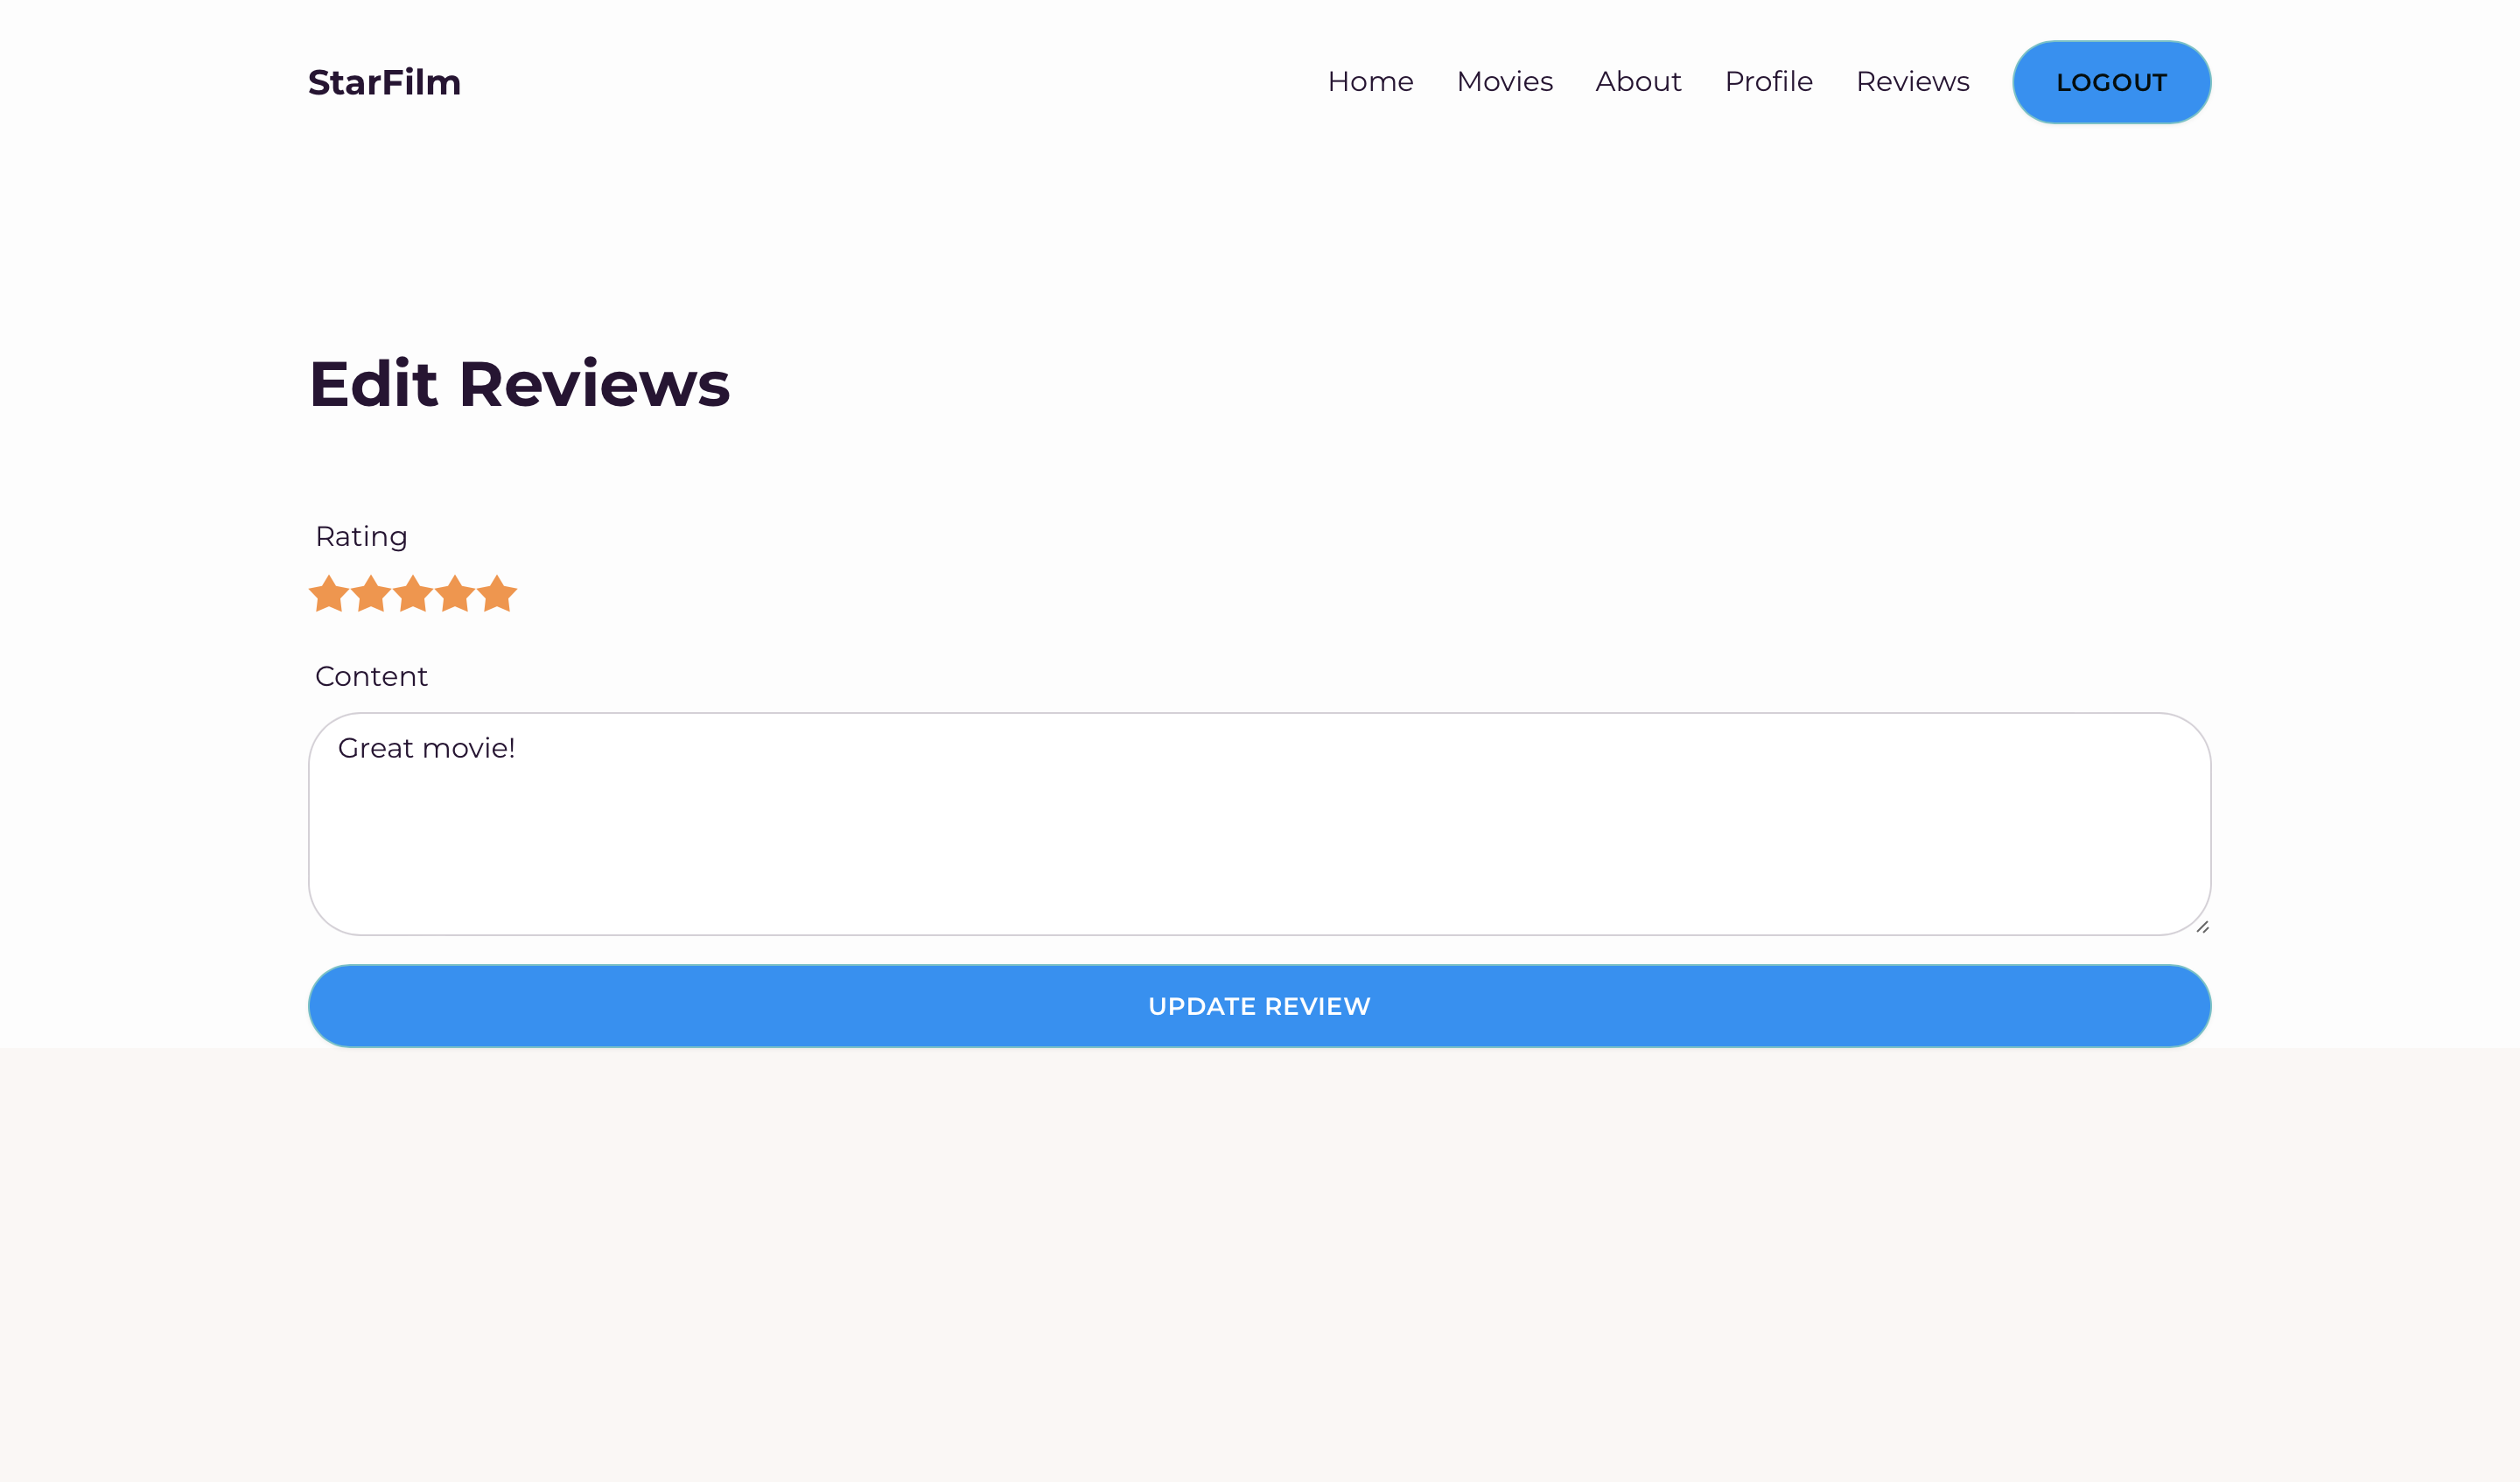 StarFilm
Home Movies About Profile Reviews LOGOUT
Edit Reviews
Rating
Content
Great movie!
UPDATE REVIEW